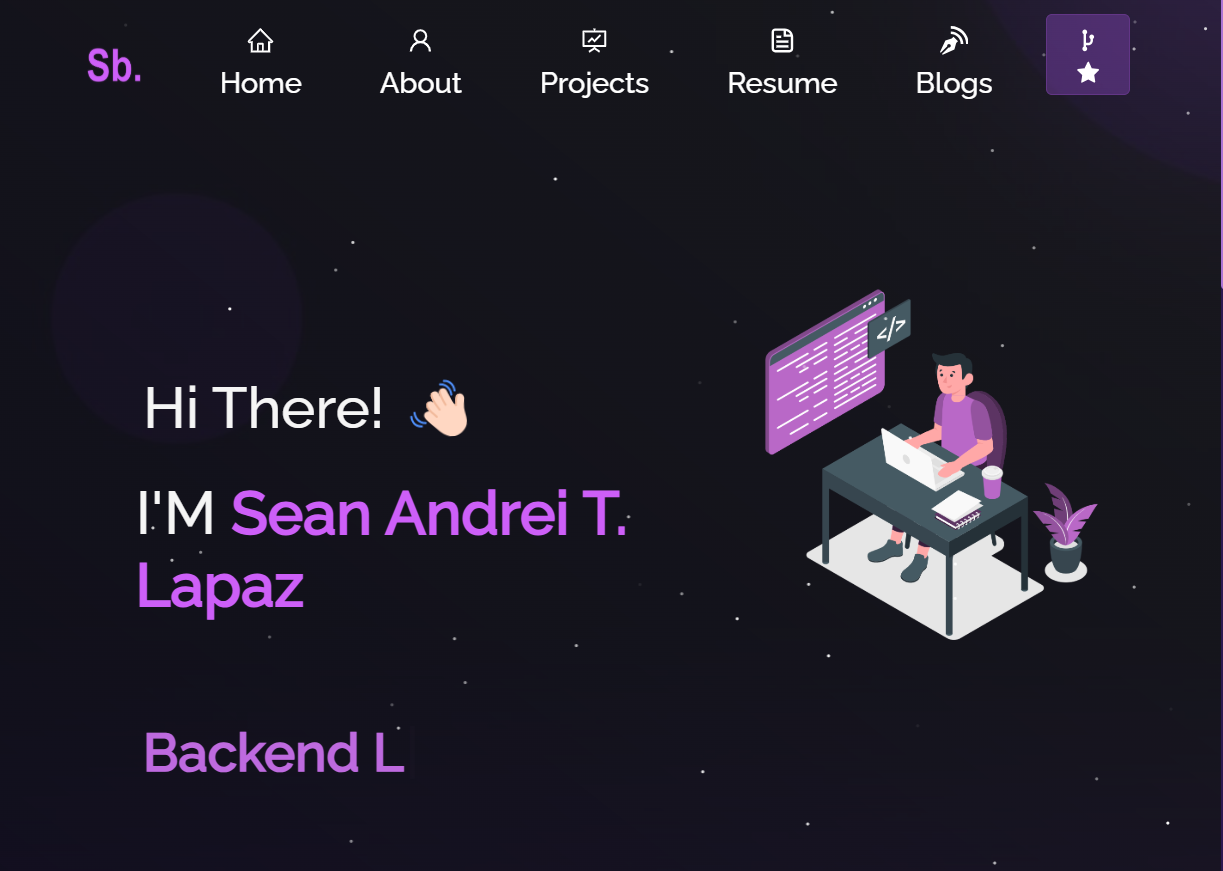 Sb.
Home
About
Projects
Resume
Blogs
Hi There! 👋🏻
</>
I'M Sean Andrei T.
Lapaz
Backend L